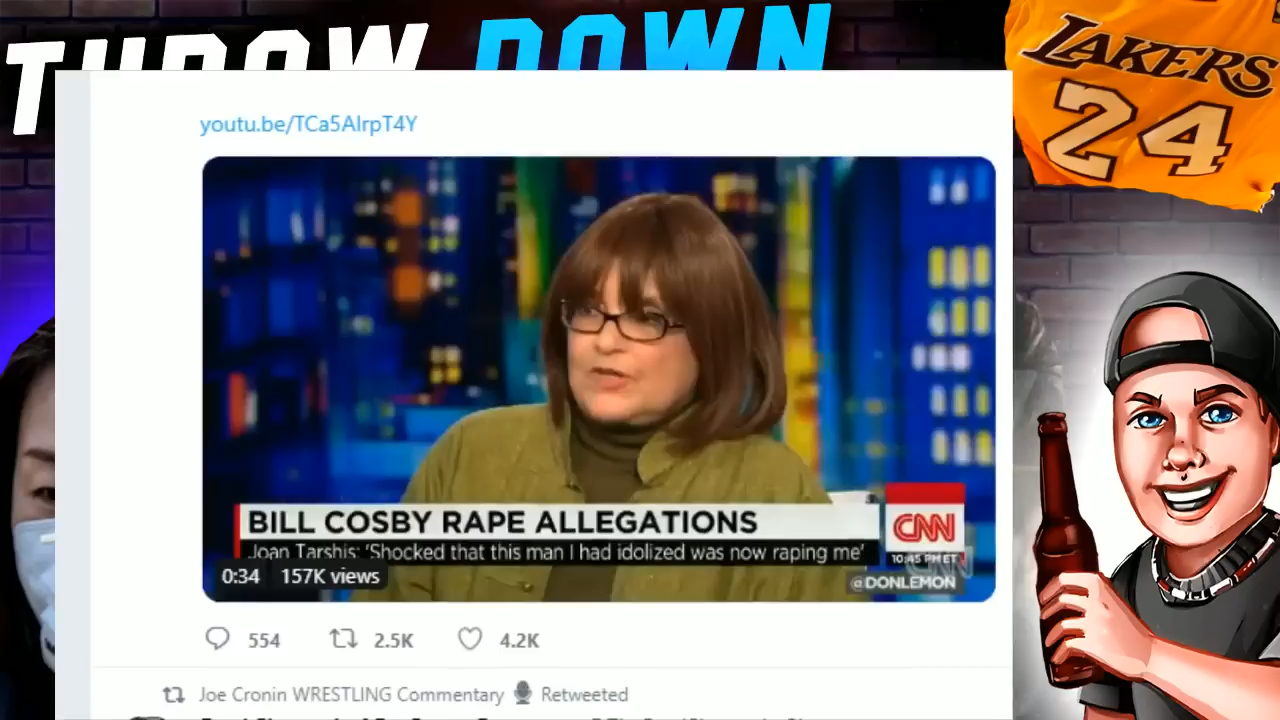 THROW DOWN
LAKERS
24
youtu.be/TCa5AlrpT4Y
BILL COSBY RAPE ALLEGATIONS
Joan Tarshis: 'Shocked that this man I had idolized was now raping me'
CNN
10:45 PM ET
@DONLEMON
0:34 157K views
554 2.5K 4.2K
Joe Cronin WRESTLING Commentary Retweeted